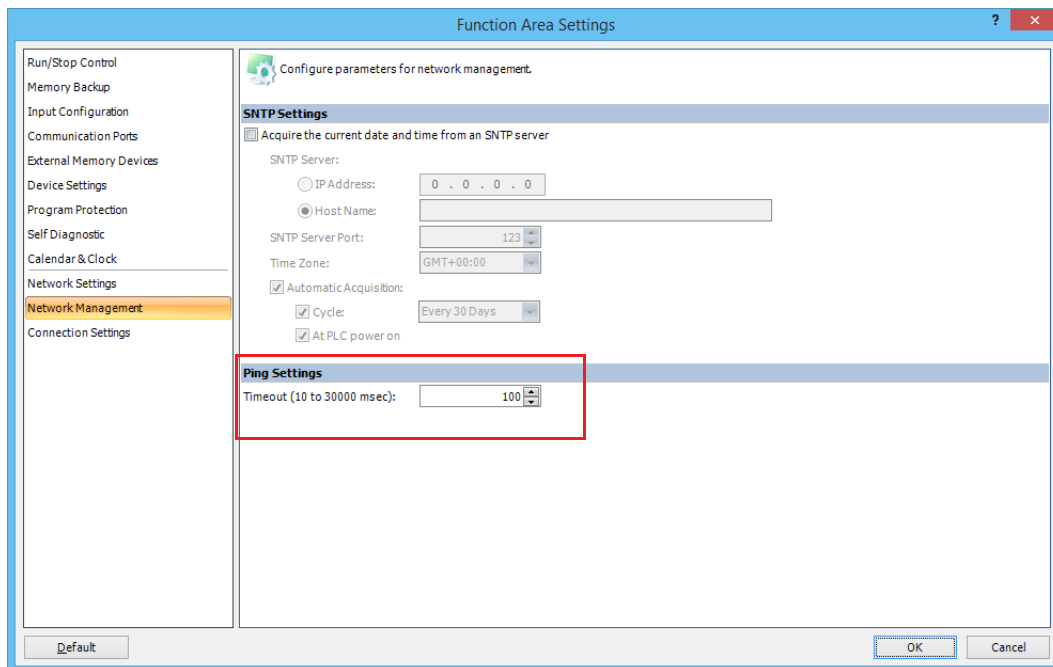 Function Area Settings
?
Run/Stop Control
Memory Backup
Input Configuration
Communication Ports
External Memory Devices
Device Settings
Program Protection
Self Diagnostic
Calendar & Clock
Network Settings
Network Management
Connection Settings
Configure parameters for network management.
SNTP Settings
Acquire the current date and time from an SNTP server
SNTP Server:
IP Address: 0 . 0 . 0 . 0
Host Name:
SNTP Server Port: 123
Time Zone: GMT+00:00
Automatic Acquisition:
Cycle: Every 30 Days
At PLC power on
Ping Settings
Timeout (10 to 30000 msec): 100
Default OK Cancel